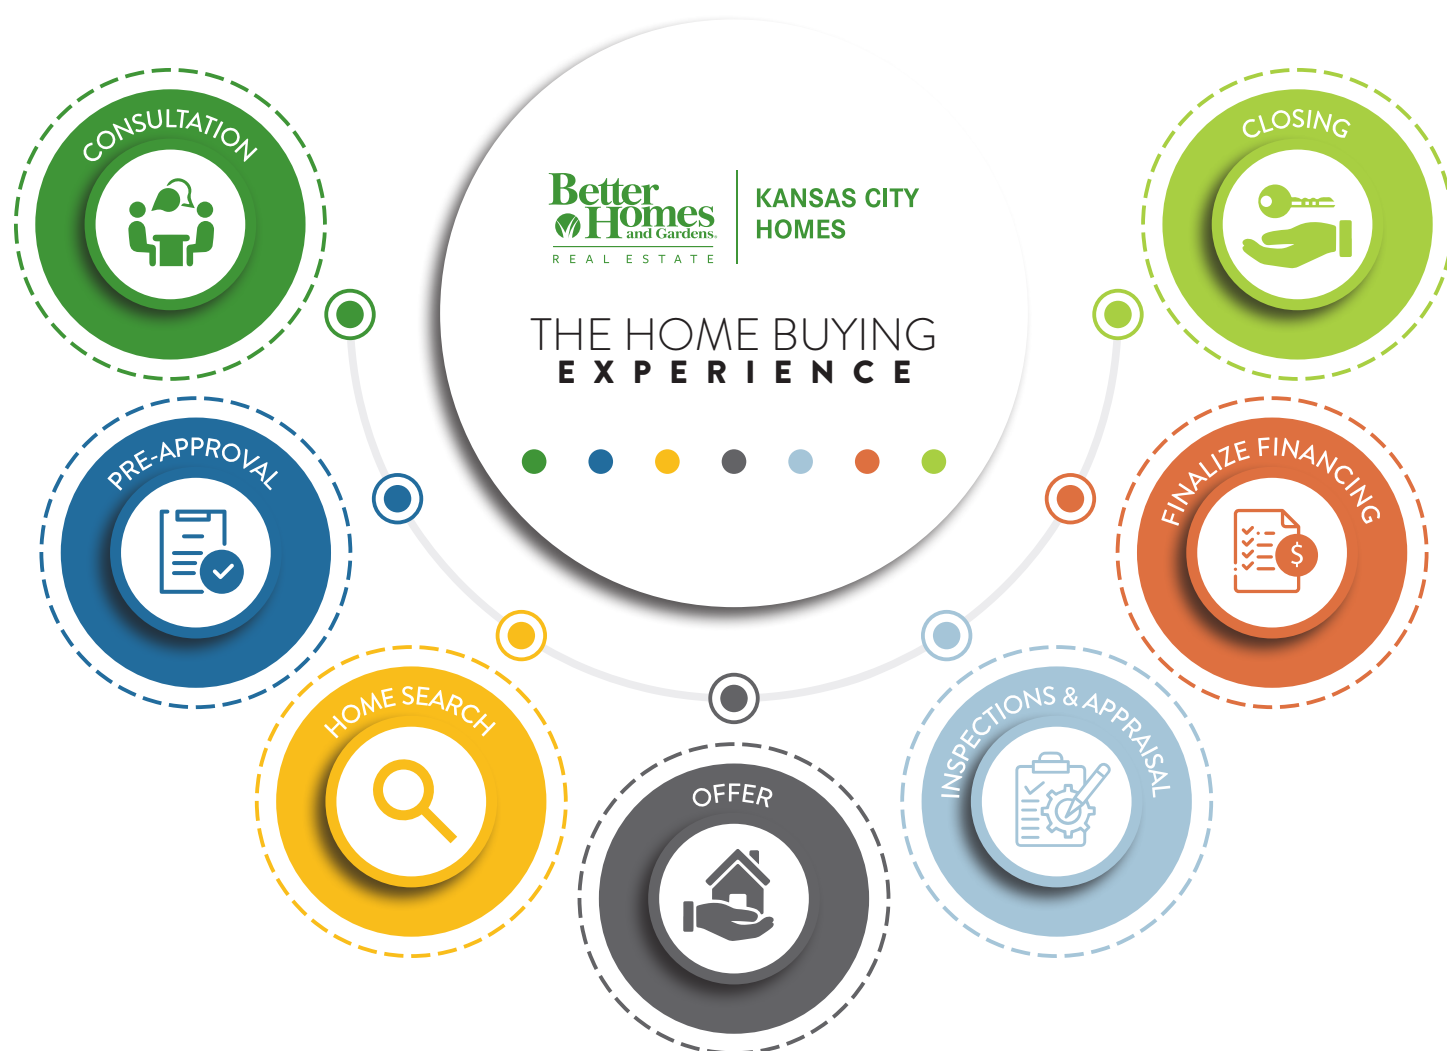 Better
Homes
and Gardens
REAL ESTATE
KANSAS CITY
HOMES
THE HOME BUYING
EXPERIENCE
CONSULTATION
PRE-APPROVAL
HOME SEARCH
OFFER
INSPECTIONS & APPRAISAL
FINALIZE FINANCING
$
CLOSING